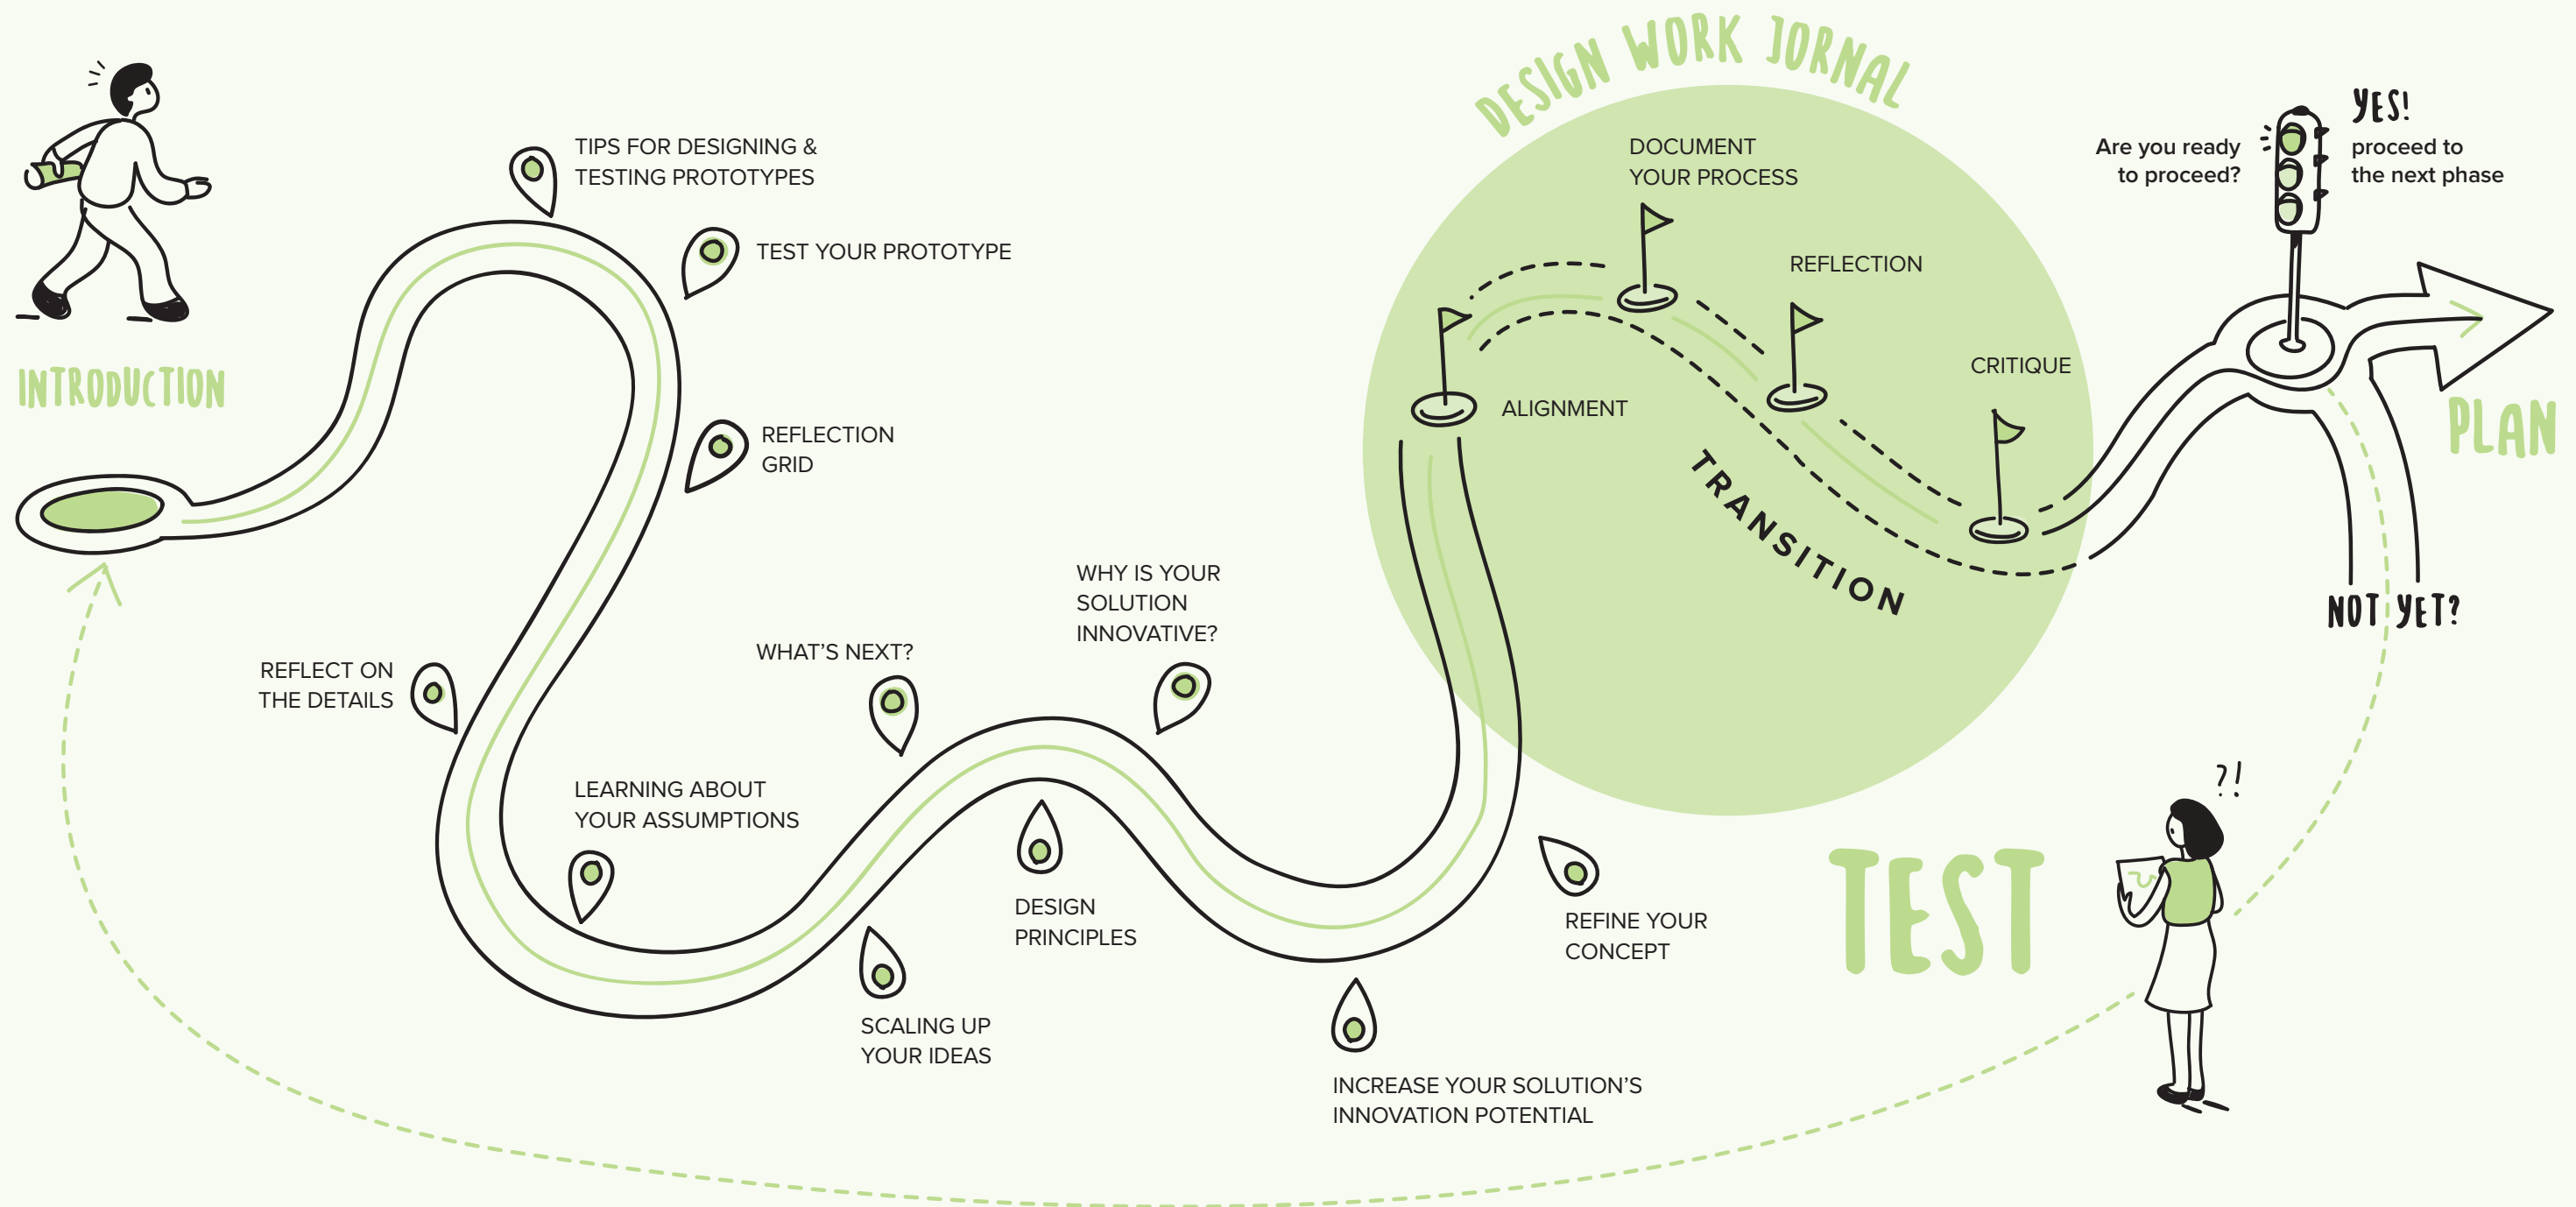 DESIGN WORK JORNAL
INTRODUCTION
TIPS FOR DESIGNING &
TESTING PROTOTYPES
TEST YOUR PROTOTYPE
REFLECTION
GRID
REFLECT ON
THE DETAILS
LEARNING ABOUT
YOUR ASSUMPTIONS
WHAT'S NEXT?
SCALING UP
YOUR IDEAS
DESIGN
PRINCIPLES
WHY IS YOUR
SOLUTION
INNOVATIVE?
INCREASE YOUR SOLUTION'S
INNOVATION POTENTIAL
REFINE YOUR
CONCEPT
ALIGNMENT
DOCUMENT
YOUR PROCESS
REFLECTION
CRITIQUE
TRANSITION
Are you ready
to proceed?
YES!
proceed to
the next phase
PLAN
NOT YET?
?!
TEST